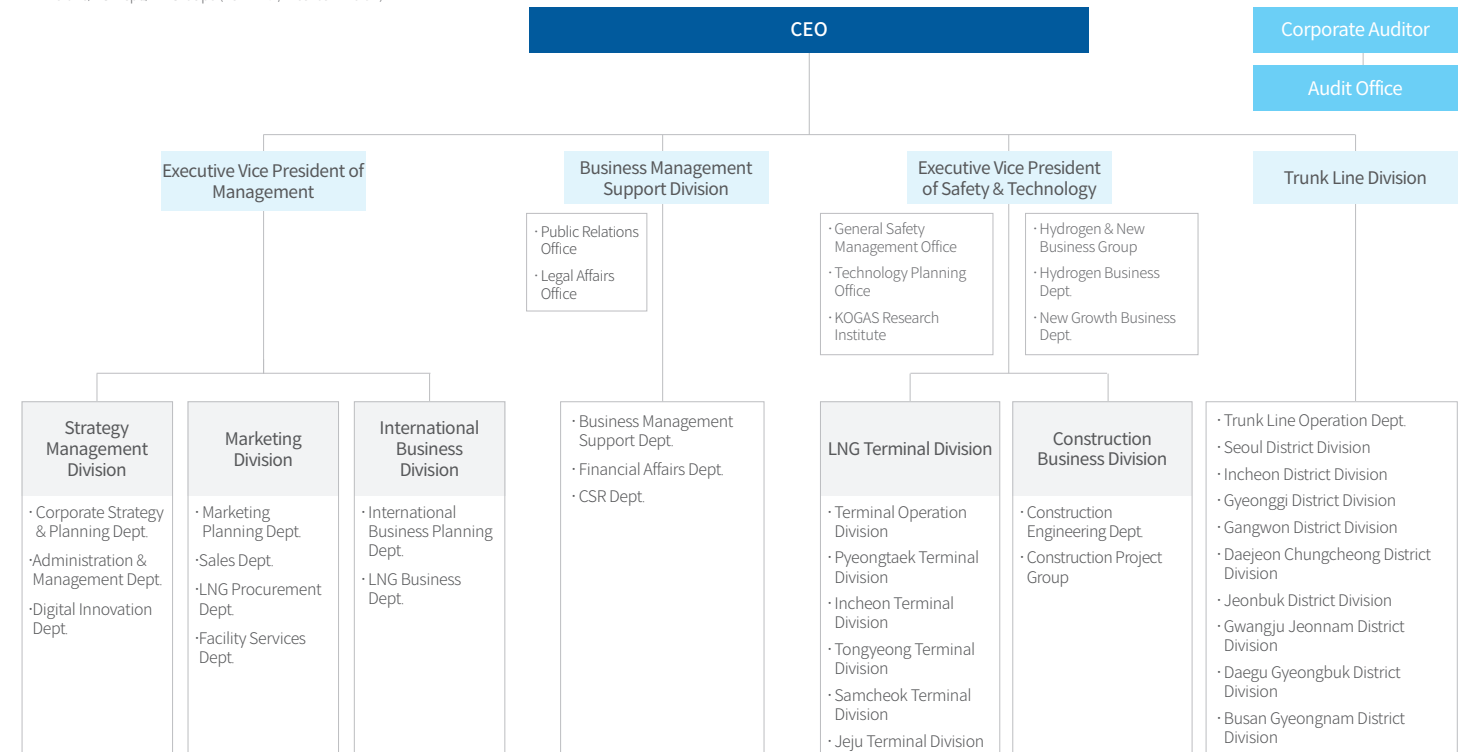 CEO
Corporate Auditor
Audit Office
Executive Vice President of
Management
Business Management
Support Division
Executive Vice President
of Safety & Technology
Trunk Line Division
· Public Relations
Office
· Legal Affairs
Office
· General Safety
Management Office
· Technology Planning
Office
· KOGAS Research
Institute
· Hydrogen & New
Business Group
· Hydrogen Business
Dept.
· New Growth Business
Dept.
Strategy
Management
Division
· Corporate Strategy
& Planning Dept.
·Administration &
Management Dept.
·Digital Innovation
Dept.
Marketing
Division
· Marketing
Planning Dept.
·Sales Dept.
·LNG Procurement
Dept.
·Facility Services
Dept.
International
Business
Division
· International
Business Planning
Dept.
· LNG Business
Dept.
· Business Management
Support Dept.
· Financial Affairs Dept.
· CSR Dept.
LNG Terminal Division
· Terminal Operation
Division
· Pyeongtaek Terminal
Division
· Incheon Terminal
Division
· Tongyeong Terminal
Division
· Samcheok Terminal
Division
· Jeju Terminal Division
Construction
Business Division
· Construction
Engineering Dept.
· Construction Project
Group
· Trunk Line Operation Dept.
· Seoul District Division
· Incheon District Division
· Gyeonggi District Division
· Gangwon District Division
· Daejeon Chungcheong District
Division
· Jeonbuk District Division
· Gwangju Jeonnam District
Division
· Daegu Gyeongbuk District
Division
· Busan Gyeongnam District
Division